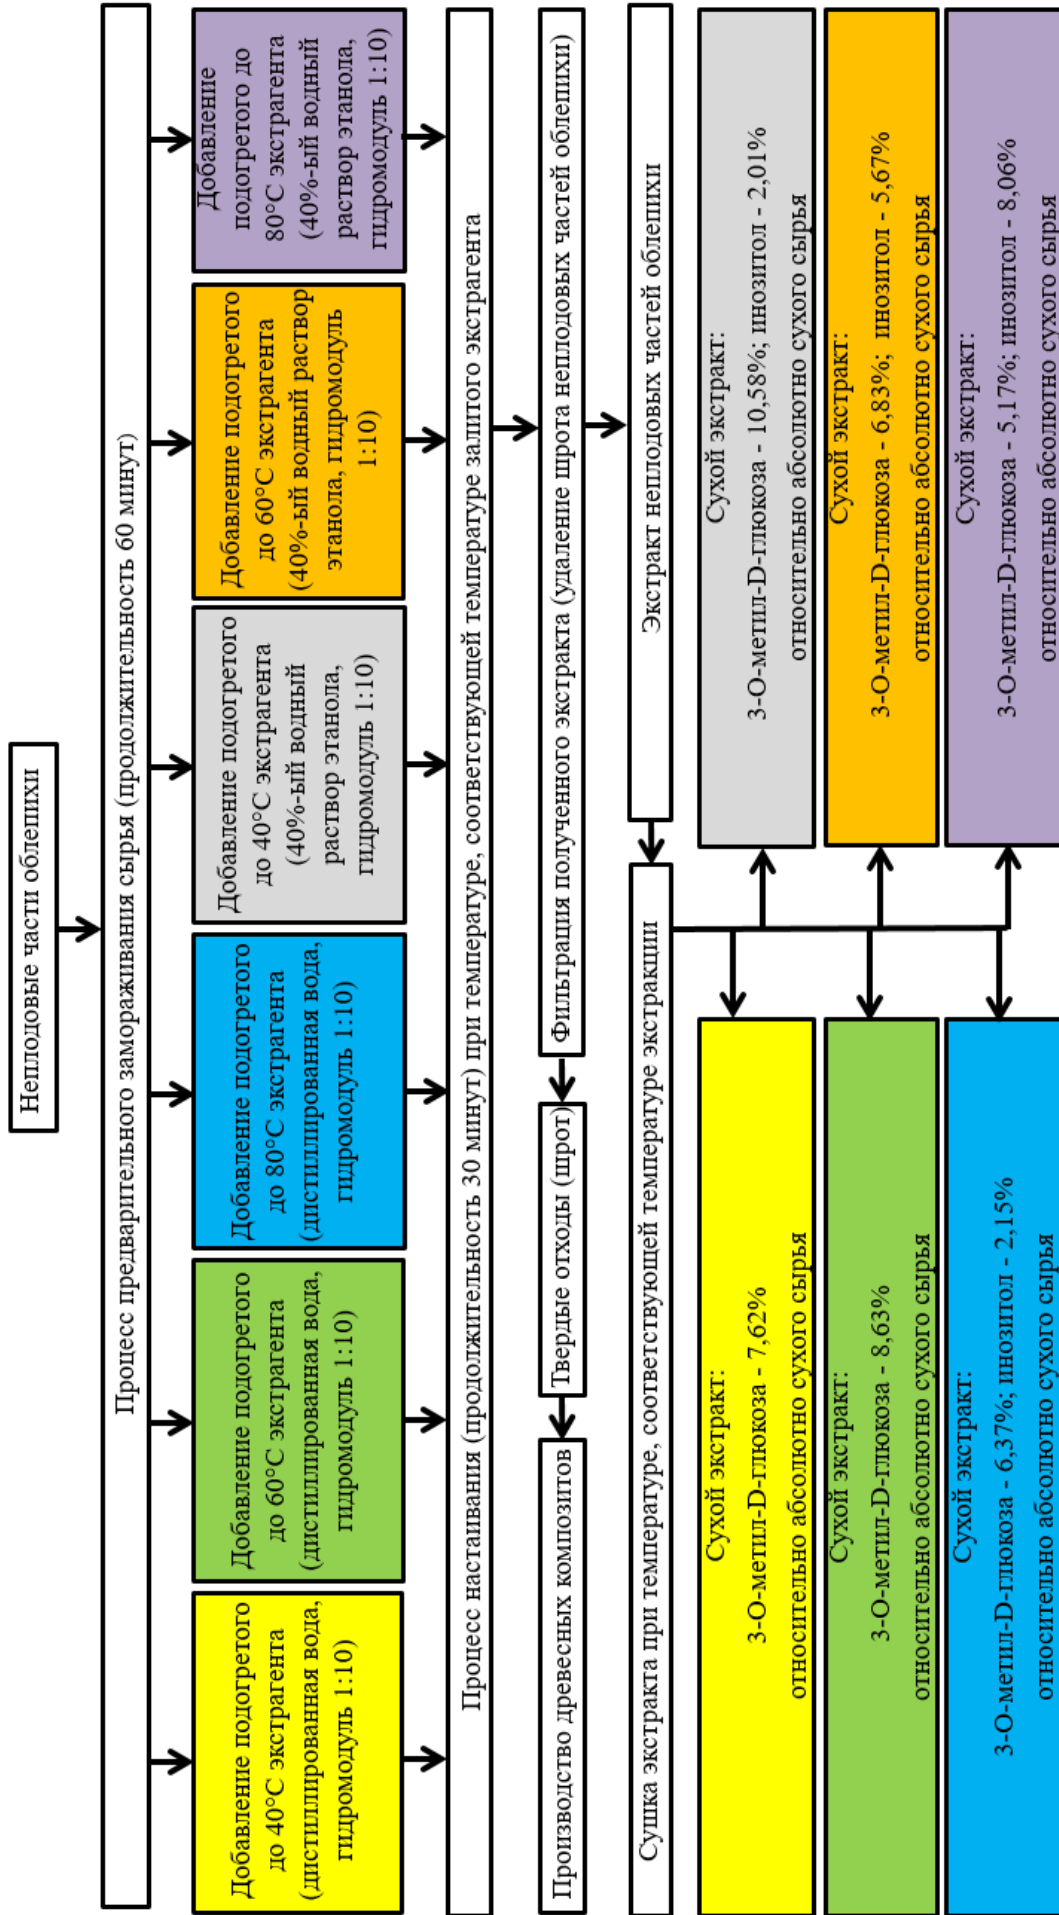 Неплодовые части облепихи
Процесс предварительного замораживания сырья (продолжительность 60 минут)
Добавление подогретого
до 40°С экстрагента
(дистиллированная вода,
гидромодуль 1:10)
Добавление подогретого
до 60°С экстрагента
(дистиллированная вода,
гидромодуль 1:10)
Добавление подогретого
до 80°С экстрагента
(дистиллированная вода,
гидромодуль 1:10)
Добавление подогретого
до 40°С экстрагента
(40%-ый водный
раствор этанола,
гидромодуль 1:10)
Добавление подогретого
до 60°С экстрагента
(40%-ый водный раствор
этанола, гидромодуль
1:10)
Добавление
подогретого до
80°С экстрагента
(40%-ый водный
раствор этанола,
гидромодуль 1:10)
Процесс настаивания (продолжительность 30 минут) при температуре, соответствующей температуре залитого экстрагента
Производство древесных композитов
Твердые отходы (шрот)
Фильтрация полученного экстракта (удаление шрота неплодовых частей облепихи)
Сушка экстракта при температуре, соответствующей температуре экстракции
Экстракт неплодовых частей облепихи
Сухой экстракт:
3-О-метил-D-глюкоза - 7,62%
относительно абсолютно сухого сырья
Сухой экстракт:
3-О-метил-D-глюкоза - 10,58%; инозитол - 2,01%
относительно абсолютно сухого сырья
Сухой экстракт:
3-О-метил-D-глюкоза - 8,63%
относительно абсолютно сухого сырья
Сухой экстракт:
3-О-метил-D-глюкоза - 6,83%; инозитол - 5,67%
относительно абсолютно сухого сырья
Сухой экстракт:
3-О-метил-D-глюкоза - 6,37%; инозитол - 2,15%
относительно абсолютно сухого сырья
Сухой экстракт:
3-О-метил-D-глюкоза - 5,17%; инозитол - 8,06%
относительно абсолютно сухого сырья